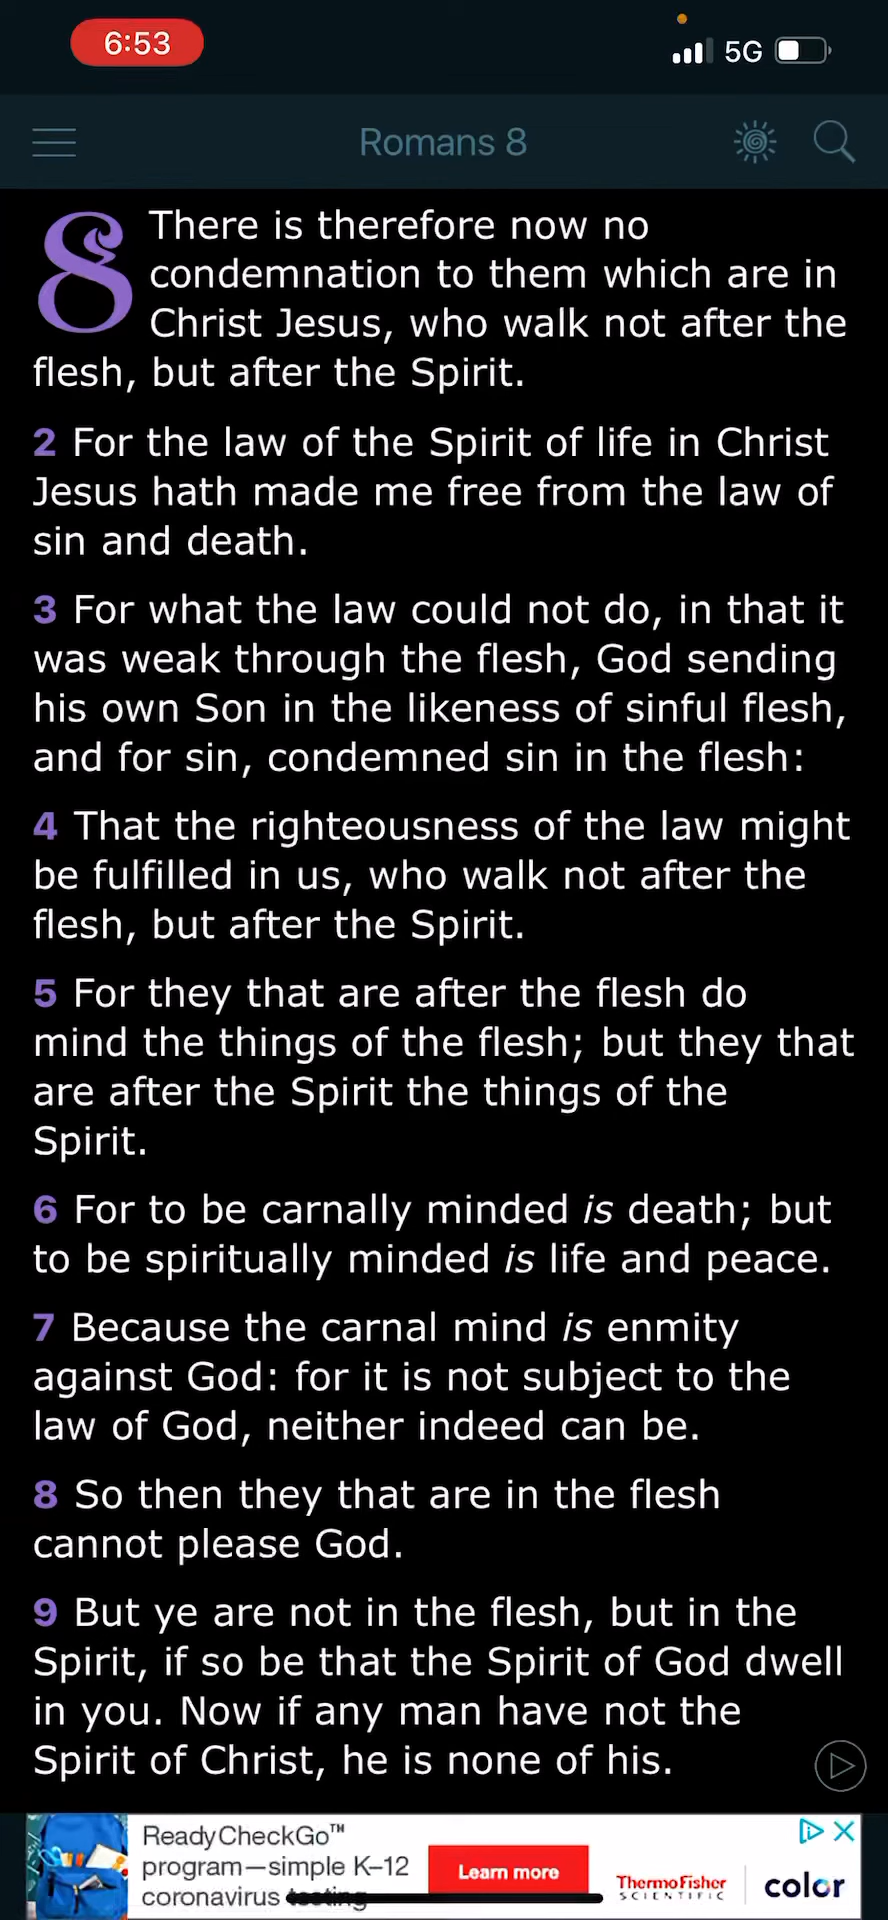 6:53
5G
Romans 8
8 There is therefore now no
condemnation to them which are in
Christ Jesus, who walk not after the
flesh, but after the Spirit.
2 For the law of the Spirit of life in Christ
Jesus hath made me free from the law of
sin and death.
3 For what the law could not do, in that it
was weak through the flesh, God sending
his own Son in the likeness of sinful flesh,
and for sin, condemned sin in the flesh:
4 That the righteousness of the law might
be fulfilled in us, who walk not after the
flesh, but after the Spirit.
5 For they that are after the flesh do
mind the things of the flesh; but they that
are after the Spirit the things of the
Spirit.
6 For to be carnally minded is death; but
to be spiritually minded is life and peace.
7 Because the carnal mind is enmity
against God: for it is not subject to the
law of God, neither indeed can be.
8 So then they that are in the flesh
cannot please God.
9 But ye are not in the flesh, but in the
Spirit, if so be that the Spirit of God dwell
in you. Now if any man have not the
Spirit of Christ, he is none of his.
ReadyCheckGo™
program—simple K–12
coronavirus testing
Learn more
ThermoFisher
SCIENTIFIC
color